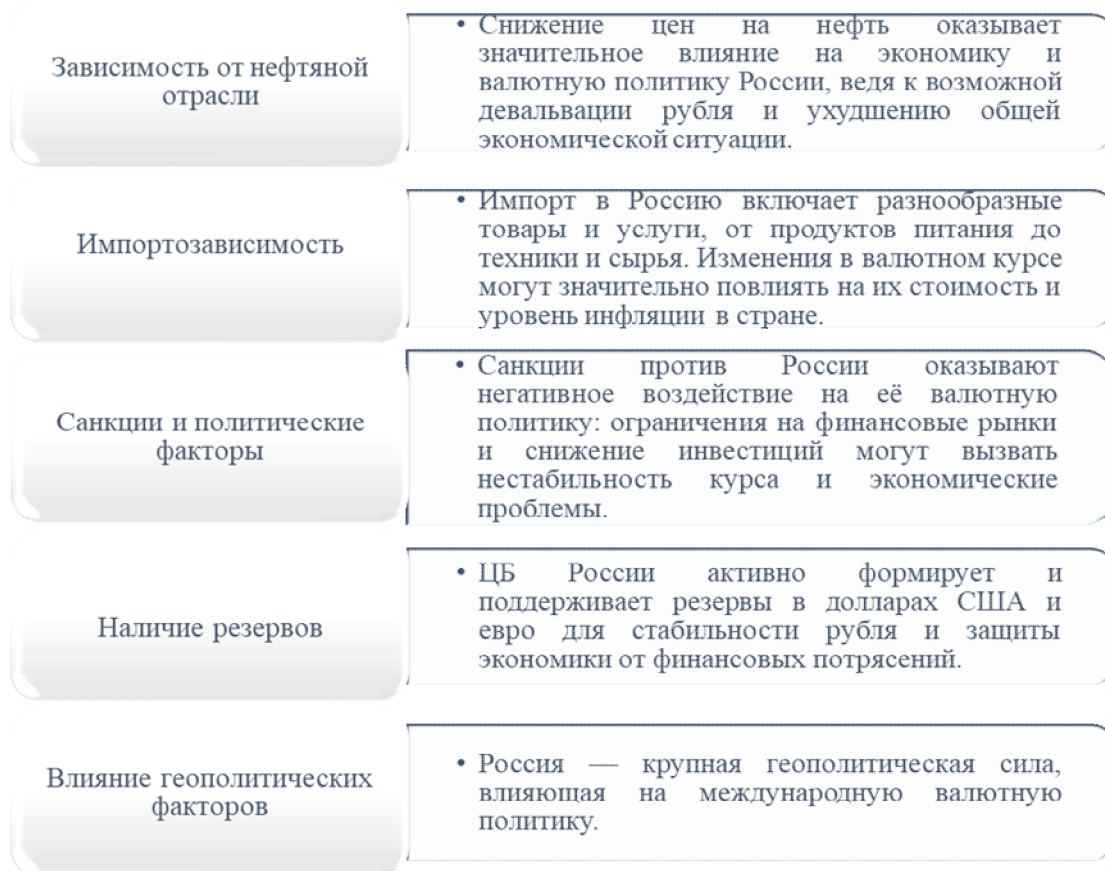 Зависимость от нефтяной
отрасли
• Снижение цен на нефть оказывает
значительное влияние на экономику и
валютную политику России, ведя к возможной
девальвации рубля и ухудшению общей
экономической ситуации.
Импортозависимость
• Импорт в Россию включает разнообразные
товары и услуги, от продуктов питания до
техники и сырья. Изменения в валютном курсе
могут значительно повлиять на их стоимость и
уровень инфляции в стране.
Санкции и политические
факторы
• Санкции против России оказывают
негативное воздействие на её валютную
политику: ограничения на финансовые рынки
и снижение инвестиций могут вызвать
нестабильность курса и экономические
проблемы.
Наличие резервов
• ЦБ России активно формирует и
поддерживает резервы в долларах США и
евро для стабильности рубля и защиты
экономики от финансовых потрясений.
Влияние геополитических
факторов
• Россия — крупная геополитическая сила,
влияющая на международную валютную
политику.